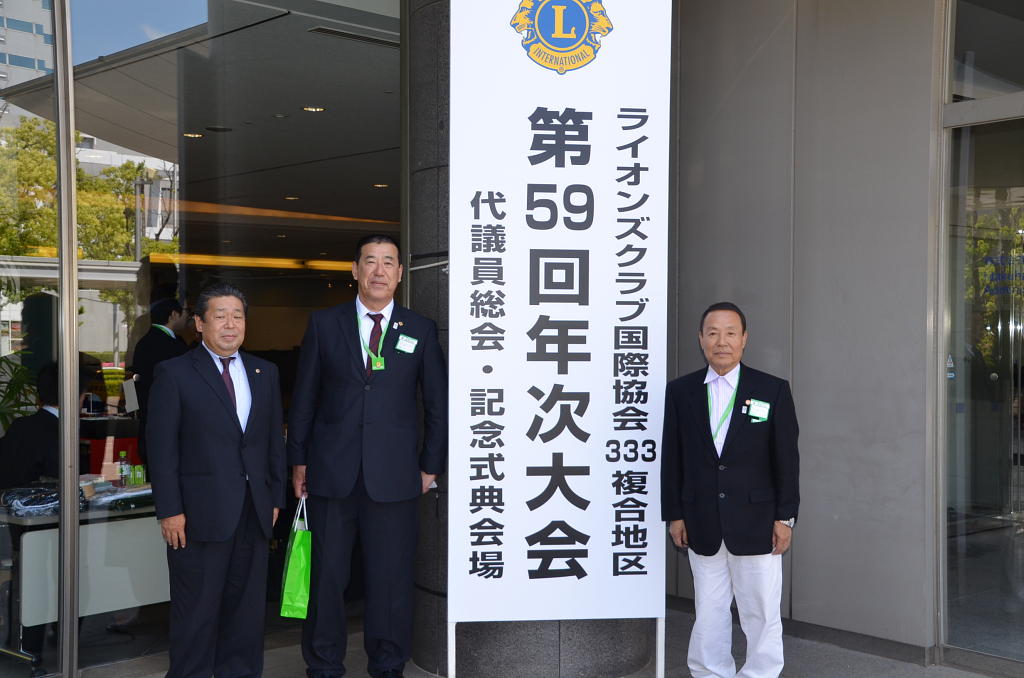 L
INTERNATIONAL
ライオンズクラブ国際協会333複合地区
第59回年次大会
代議員総会・記念式典会場